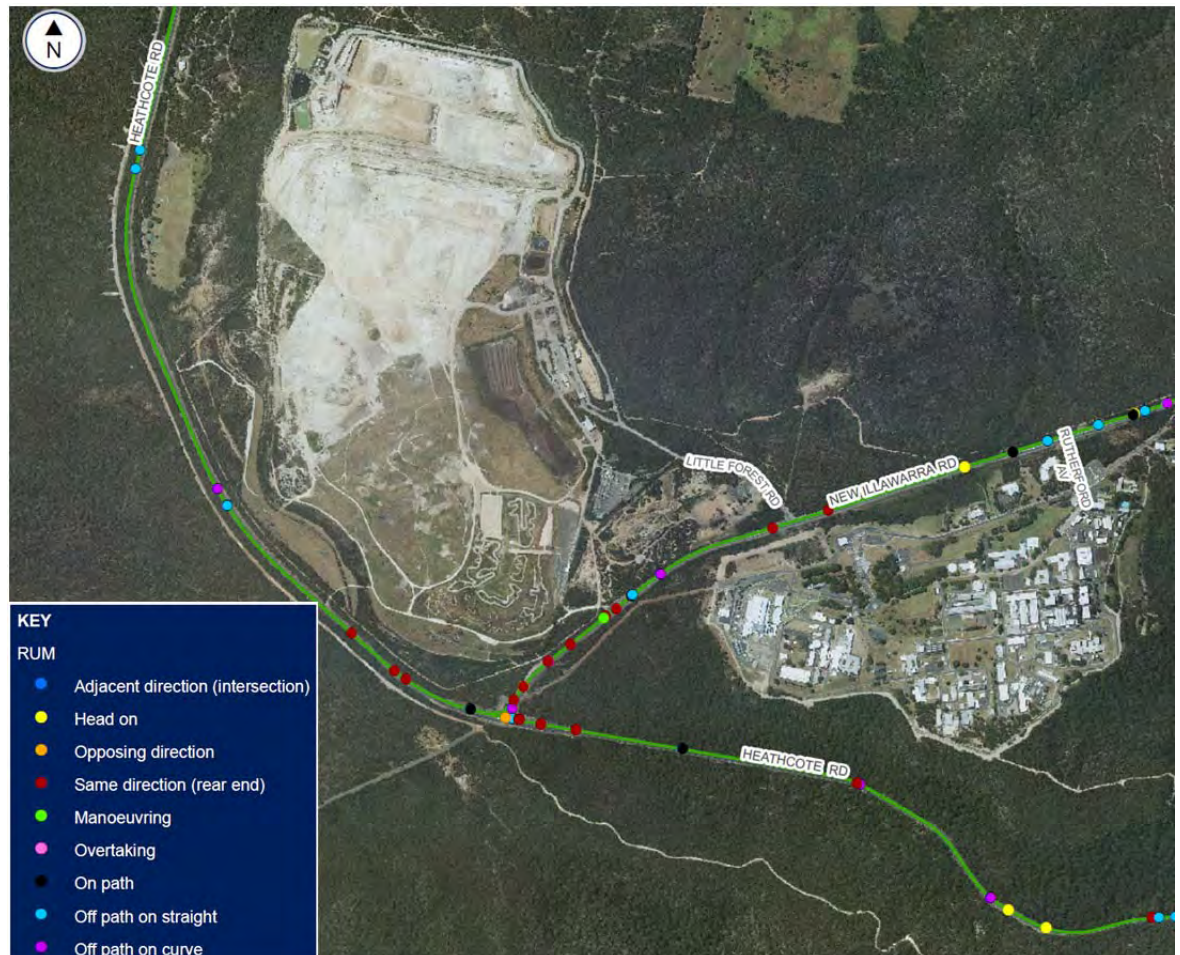 N
HEATHCOTE RD
LITTLE FOREST RD
NEW ILLAWARRA RD
RUTHERFORD
AV
HEATHCOTE RD
KEY
RUM
Adjacent direction (intersection)
Head on
Opposing direction
Same direction (rear end)
Manoeuvring
Overtaking
On path
Off path on straight
Off path on curve